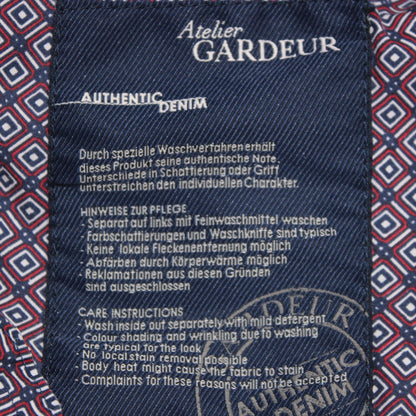 Atelier
GARDEUR
AUTHENTIC
DENIM
Durch spezielle Waschverfahren erhält
dieses Produkt seine authentische Note.
Unterschiede in Schattierung oder Griff
unterstreichen den individuellen Charakter.
HINWEISE ZUR PFLEGE
- Separat auf links mit Feinwaschmittel waschen
- Farbschattierungen und Waschknife sind typisch
- Keine lokale Fleckenentfernung möglich
- Abfärben durch Körperwärme möglich
- Reklamationen aus diesen Gründen
sind ausgeschlossen
CARE INSTRUCTIONS
- Wash inside out separately with mild detergent
- Colour shading and wrinkling due to washing
are typical for the look
- No local stain removal possible
- Body heat might cause the fabric to stain
- Complaints for these reasons will not be accepted
GARDEUR
AUTHENTIC
DENIM